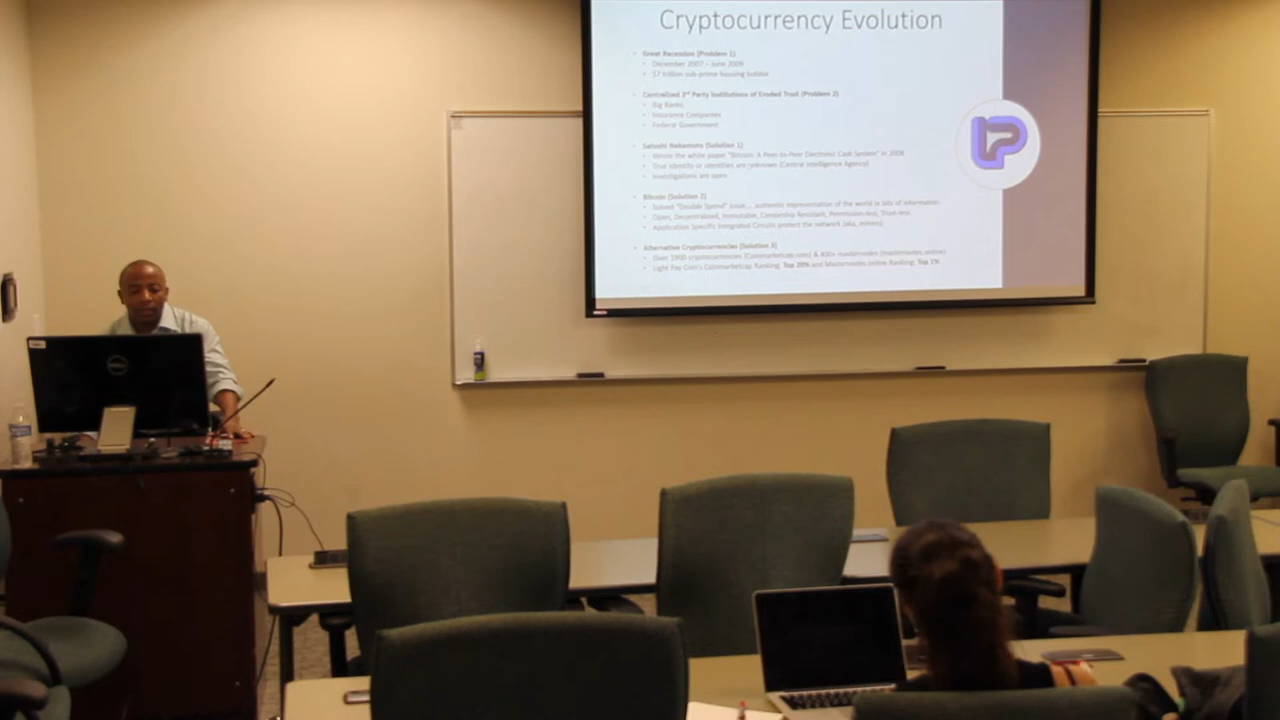 Cryptocurrency Evolution
Great Recession (Problem 1)
December 2007 – June 2009
$7 trillion sub-prime housing bubble
Centralized 3rd Party Institutions of Eroded Trust (Problem 2)
Big Banks
Insurance Companies
Federal Government
Satoshi Nakamoto (Solution 1)
Wrote the white paper "Bitcoin: A Peer-to-Peer Electronic Cash System" in 2008
True identity or identities are unknown (Central Intelligence Agency)
Investigations are open
Bitcoin (Solution 2)
Solved "Double Spend" issue... authentic representation of the world in bits of information.
Open, Decentralized, Immutable, Censorship Resistant, Permission-less, Trust-less
Application Specific Integrated Circuits protect the network (aka, miners)
Alternative Cryptocurrencies (Solution 3)
Over 1900 cryptocurrencies (Coinmarketcap.com) & 400+ masternodes (masternodes.online)
Light Pay Coin's Coinmarketcap Ranking: Top 20% and Masternodes online Ranking: Top 1%
LP
DELL